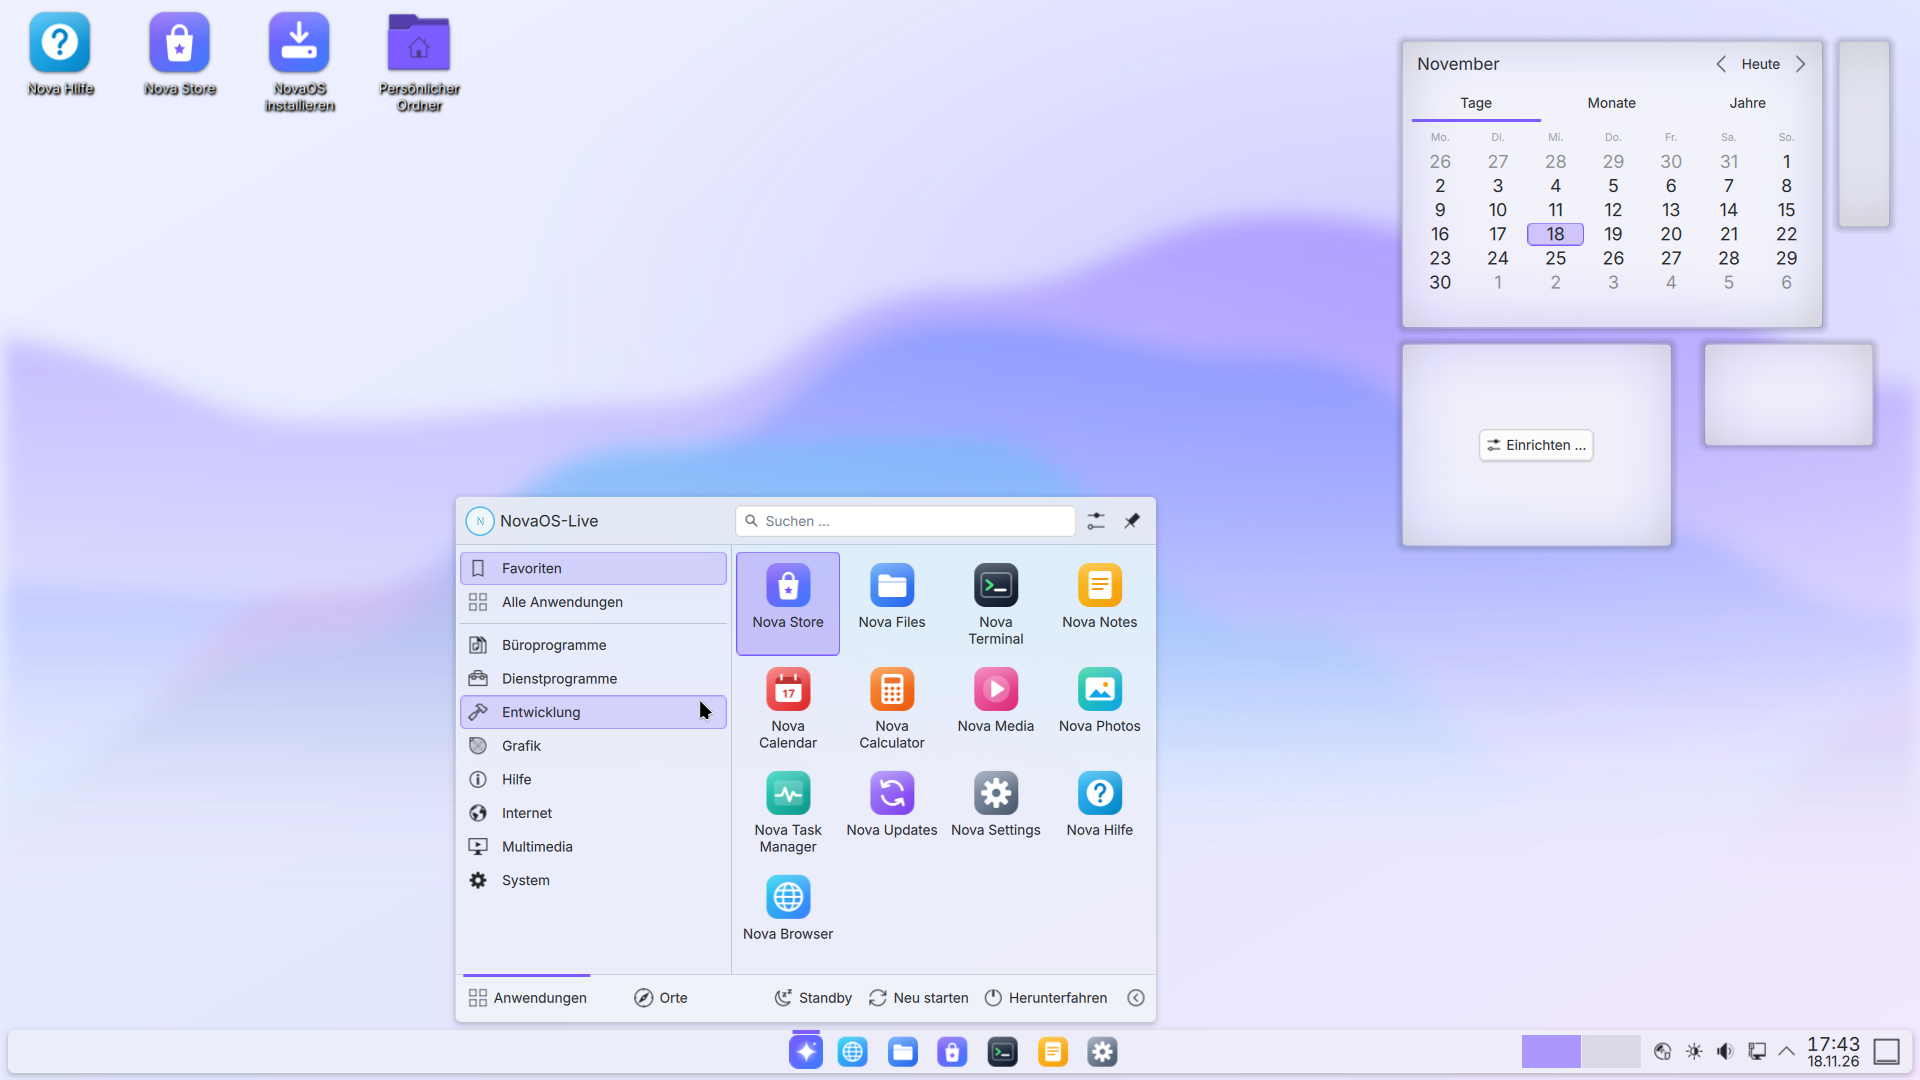 Nova Hilfe
Nova Store
NovaOS
installieren
Persönlicher
Ordner
November
Heute
Tage
Monate
Jahre
Mo. Di. Mi. Do. Fr. Sa. So.
26 27 28 29 30 31 1
2 3 4 5 6 7 8
9 10 11 12 13 14 15
16 17 18 19 20 21 22
23 24 25 26 27 28 29
30 1 2 3 4 5 6
Einrichten ...
N
NovaOS-Live
Suchen ...
Favoriten
Alle Anwendungen
Büroprogramme
Dienstprogramme
Entwicklung
Grafik
Hilfe
Internet
Multimedia
System
Nova Store
Nova Files
Nova
Terminal
Nova Notes
17
Nova
Calendar
Nova
Calculator
Nova Media
Nova Photos
Nova Task
Manager
Nova Updates
Nova Settings
Nova Hilfe
Nova Browser
Anwendungen
Orte
Standby
Neu starten
Herunterfahren
17:43
18.11.26